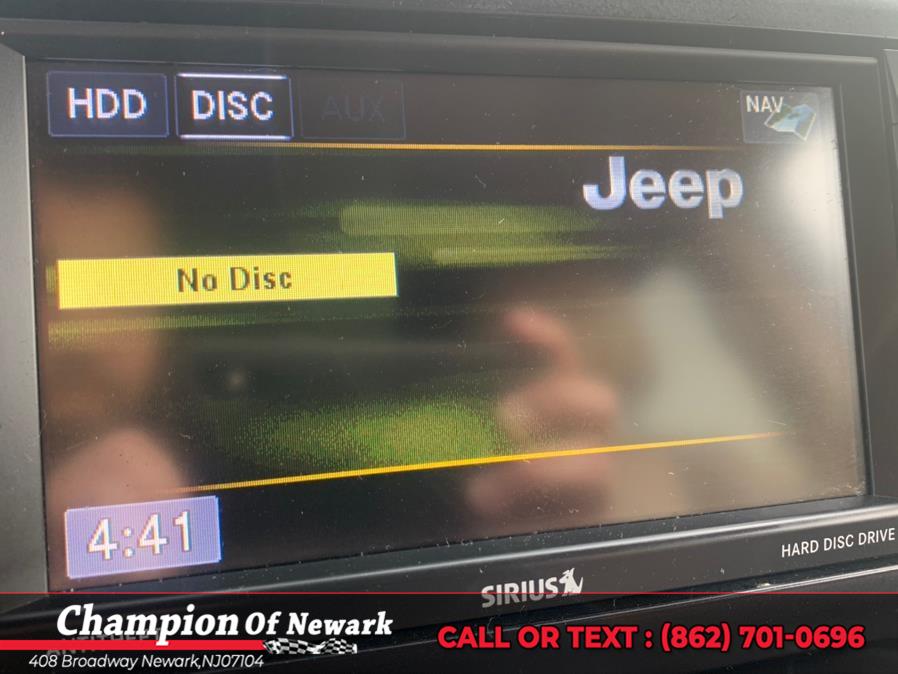 HDD DISC AUX NAV
Jeep
No Disc
4:41
HARD DISC DRIVE
SIRIUS
Champion Of Newark
CALL OR TEXT : (862) 701-0696
408 Broadway Newark,NJ07104